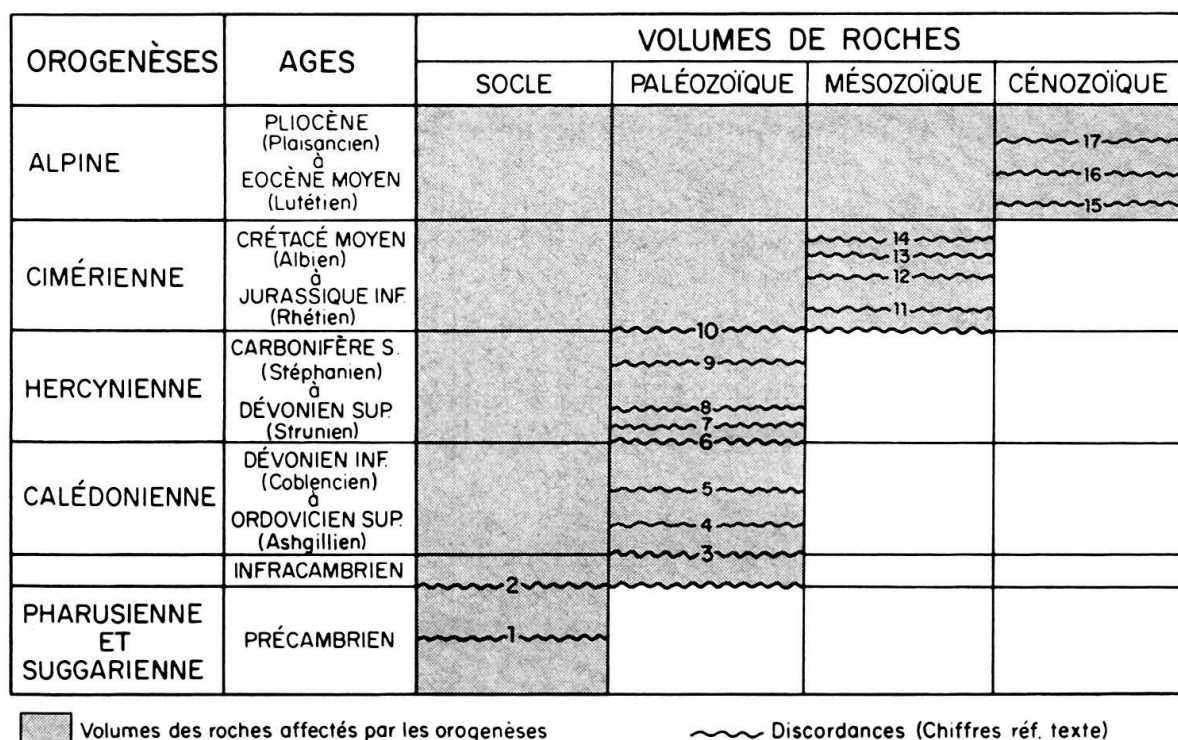 OROGENÈSES
AGES
VOLUMES DE ROCHES
SOCLE
PALÉOZOÏQUE
MÉSOZOÏQUE
CÉNOZOÏQUE
ALPINE
PLIOCÈNE
(Plaisancien)
à
EOCÈNE MOYEN
(Lutétien)
17
16
15
CIMÉRIENNE
CRÉTACÉ MOYEN
(Albien)
à
JURASSIQUE INF.
(Rhétien)
14
13
12
11
10
HERCYNIENNE
CARBONIFÈRE S.
(Stéphanien)
à
DÉVONIEN SUP.
(Strunien)
9
8
7
6
CALÉDONIENNE
DÉVONIEN INF.
(Coblencien)
à
ORDOVICIEN SUP.
(Ashgillien)
5
4
3
INFRACAMBRIEN
2
PHARUSIENNE
ET
SUGGARIENNE
PRÉCAMBRIEN
1
Volumes des roches affectés par les orogenèses
Discordances (Chiffres réf. texte)